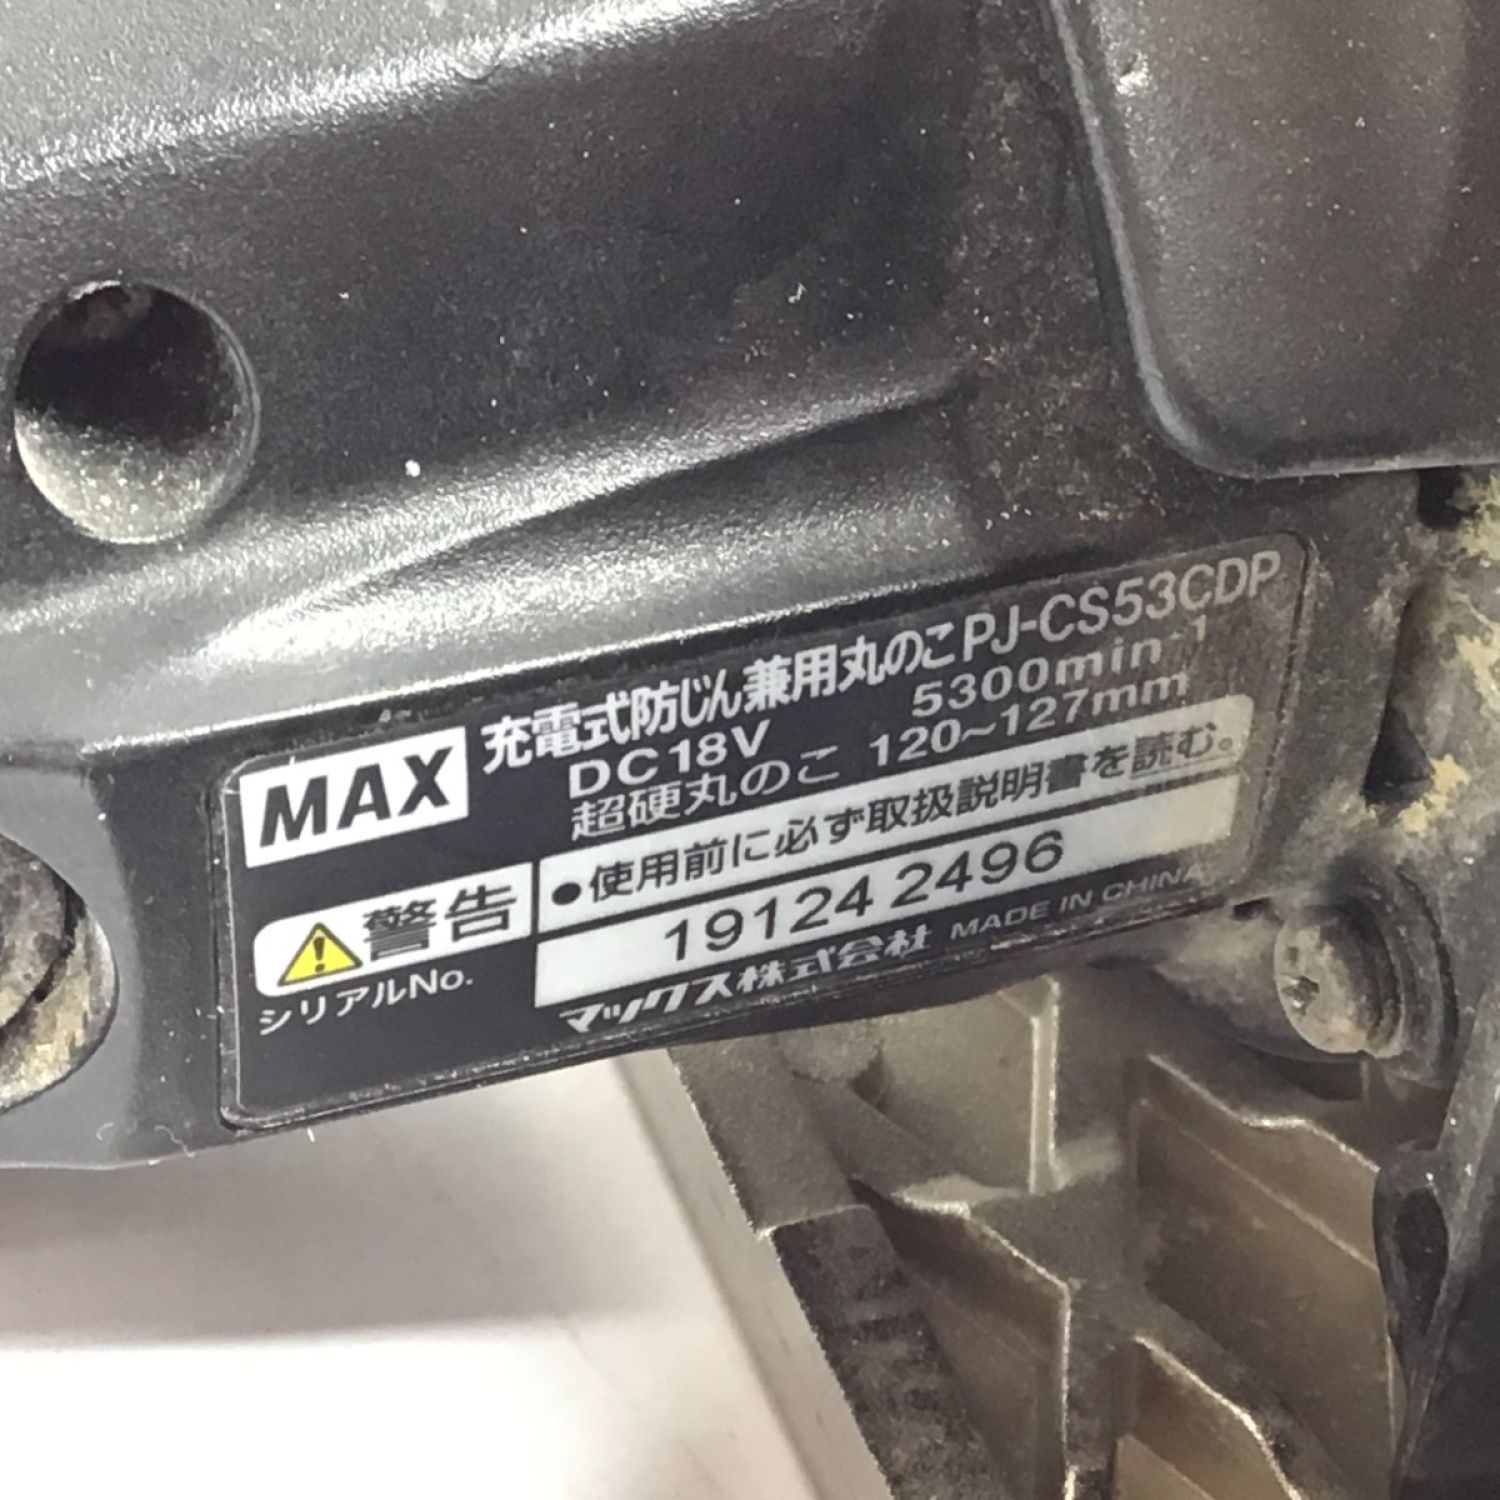 MAX 充電式防じん兼用丸のこPJ-CS53CDP
DC18V 5300min⁻¹
超硬丸のこ 120~127mm
警告 ●使用前に必ず取扱説明書を読む。
シリアルNo. 19124 2496
マックス株式会社 MADE IN CHINA